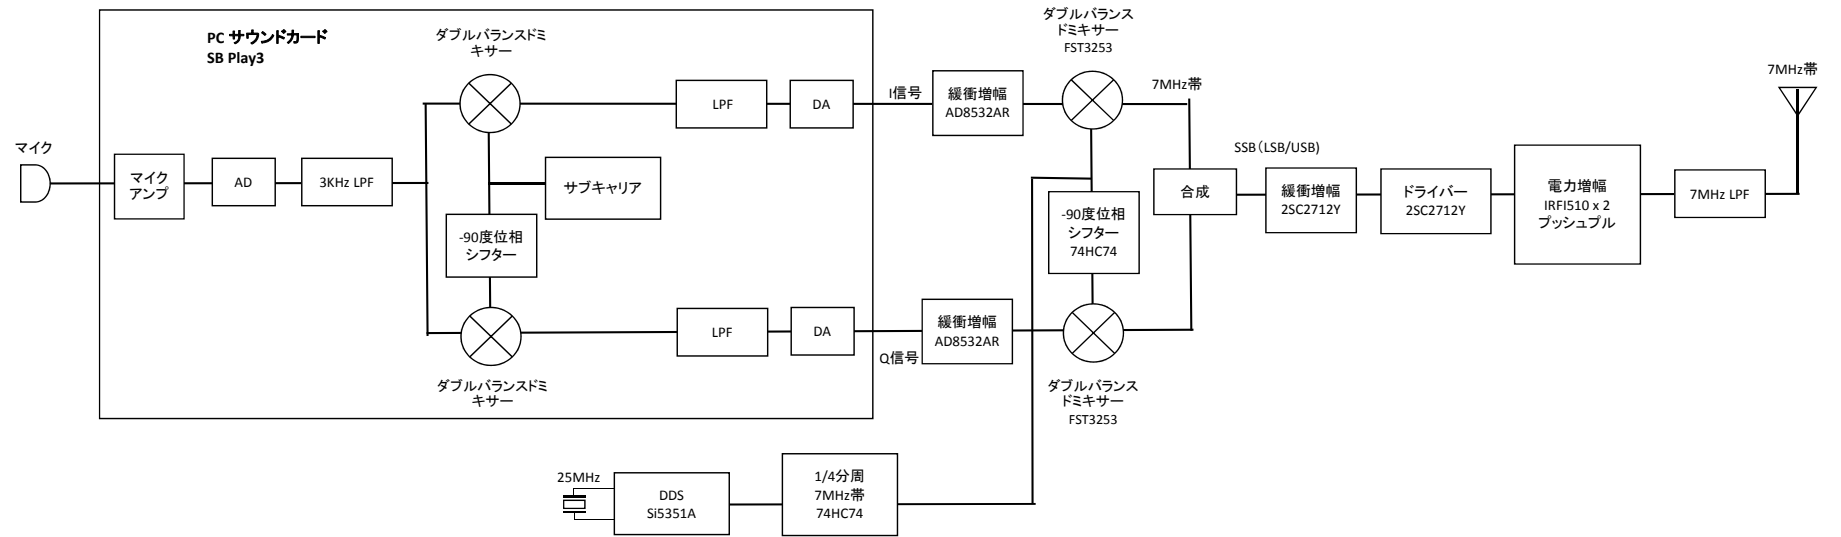 PC サウンドカード
SB Play3
マイク
マイク
アンプ
AD
3KHz LPF
ダブルバランスドミ
キサー
サブキャリア
-90度位相
シフター
ダブルバランスドミ
キサー
LPF
DA
LPF
DA
I信号
Q信号
緩衝増幅
AD8532AR
緩衝増幅
AD8532AR
ダブルバランス
ドミキサー
FST3253
7MHz帯
-90度位相
シフター
74HC74
ダブルバランス
ドミキサー
FST3253
25MHz
DDS
Si5351A
1/4分周
7MHz帯
74HC74
合成
SSB（LSB/USB)
緩衝増幅
2SC2712Y
ドライバー
2SC2712Y
電力増幅
IRFI510 x 2
プッシュプル
7MHz LPF
7MHz帯